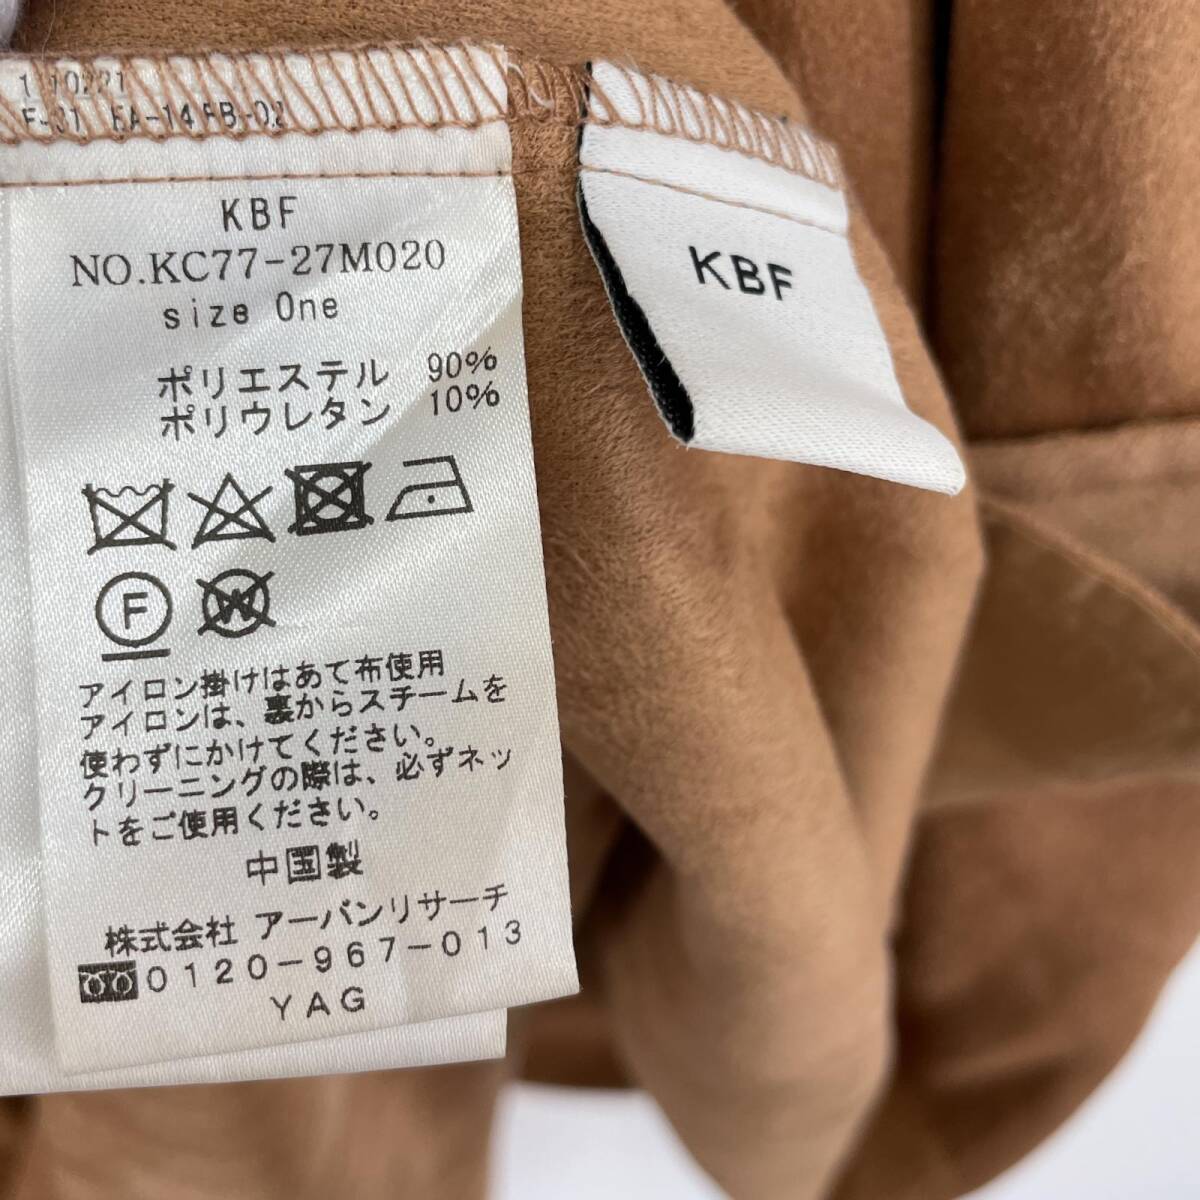 KBF
NO.KC77-27M020
size One
ポリエステル 90%
ポリウレタン 10%
F
W
アイロン掛けはあて布使用
アイロンは、裏からスチームを
使わずにかけてください。
クリーニングの際は、必ずネッ
トをご使用ください。
中国製
株式会社 アーバンリサーチ
0120-967-013
YAG
KBF